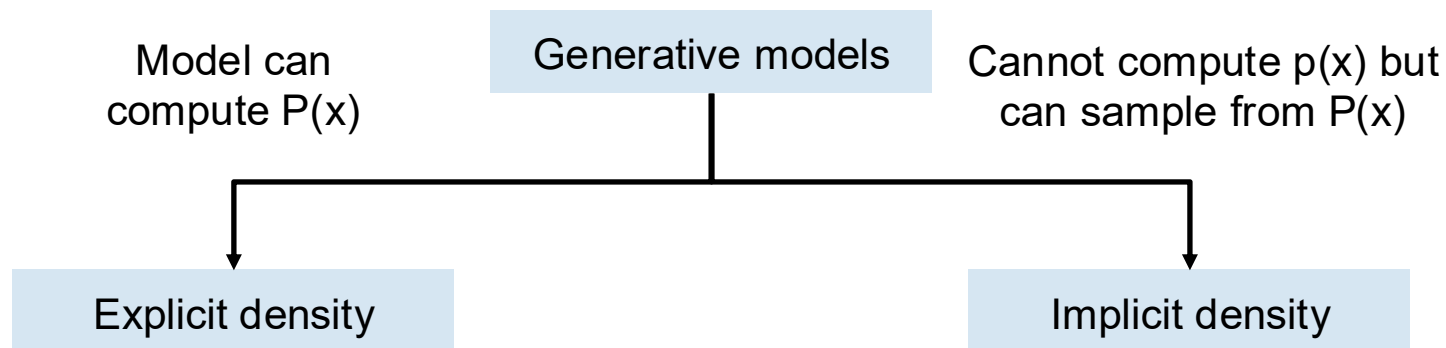 Generative models
Model can
compute P(x)
Cannot compute p(x) but
can sample from P(x)
Explicit density
Implicit density